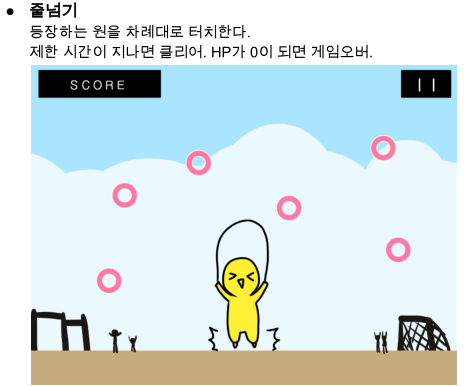 ● 줄넘기
등장하는 원을 차례대로 터치한다.
제한 시간이 지나면 클리어. HP가 0이 되면 게임오버.
SCORE